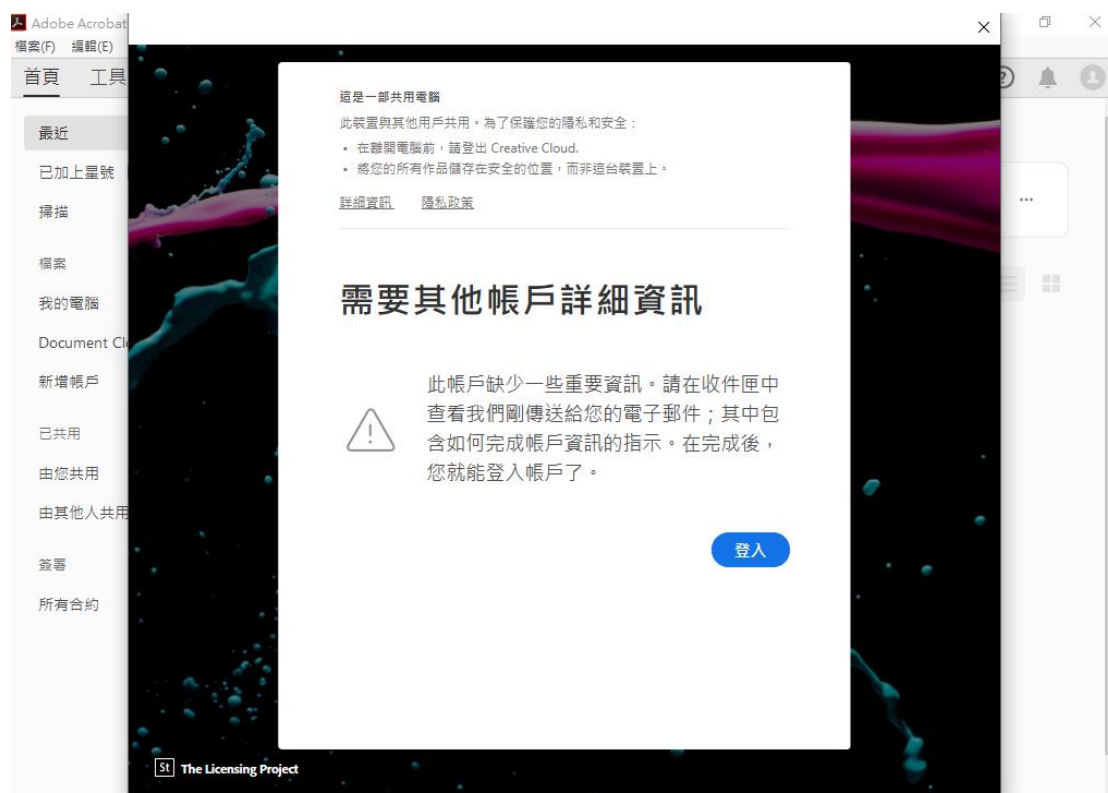 Adobe Acrobat
檔案(F) 編輯(E)
首頁 工具
最近
已加上星號
掃描
檔案
我的電腦
Document Clo
新增帳戶
已共用
由您共用
由其他人共用
簽署
所有合約
這是一部共用電腦
此裝置與其他用戶共用。為了保護您的隱私和安全：
• 在離開電腦前，請登出 Creative Cloud.
• 將您的所有作品儲存在安全的位置，而非這台裝置上。
詳細資訊 隱私政策
需要其他帳戶詳細資訊
此帳戶缺少一些重要資訊。請在收件匣中
查看我們剛傳送給您的電子郵件；其中包
含如何完成帳戶資訊的指示。在完成後，
您就能登入帳戶了。
登入
St The Licensing Project